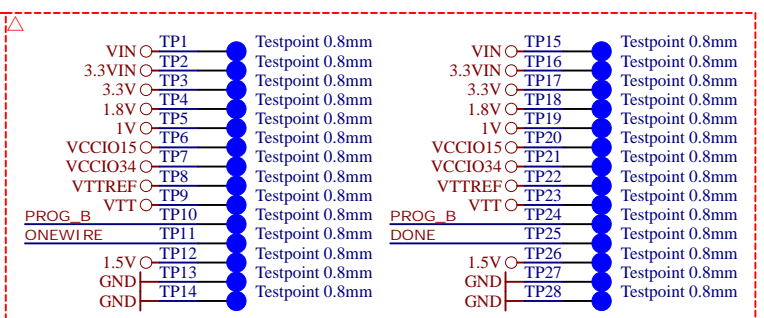 VIN TP1 Testpoint 0.8mm
3.3VIN TP2 Testpoint 0.8mm
3.3V TP3 Testpoint 0.8mm
1.8V TP4 Testpoint 0.8mm
1V TP5 Testpoint 0.8mm
VCCIO15 TP6 Testpoint 0.8mm
VCCIO34 TP7 Testpoint 0.8mm
VTTREF TP8 Testpoint 0.8mm
VTT TP9 Testpoint 0.8mm
PROG_B TP10 Testpoint 0.8mm
ONEWIRE TP11 Testpoint 0.8mm
1.5V TP12 Testpoint 0.8mm
GND TP13 Testpoint 0.8mm
GND TP14 Testpoint 0.8mm
VIN TP15 Testpoint 0.8mm
3.3VIN TP16 Testpoint 0.8mm
3.3V TP17 Testpoint 0.8mm
1.8V TP18 Testpoint 0.8mm
1V TP19 Testpoint 0.8mm
VCCIO15 TP20 Testpoint 0.8mm
VCCIO34 TP21 Testpoint 0.8mm
VTTREF TP22 Testpoint 0.8mm
VTT TP23 Testpoint 0.8mm
PROG_B TP24 Testpoint 0.8mm
DONE TP25 Testpoint 0.8mm
1.5V TP26 Testpoint 0.8mm
GND TP27 Testpoint 0.8mm
GND TP28 Testpoint 0.8mm